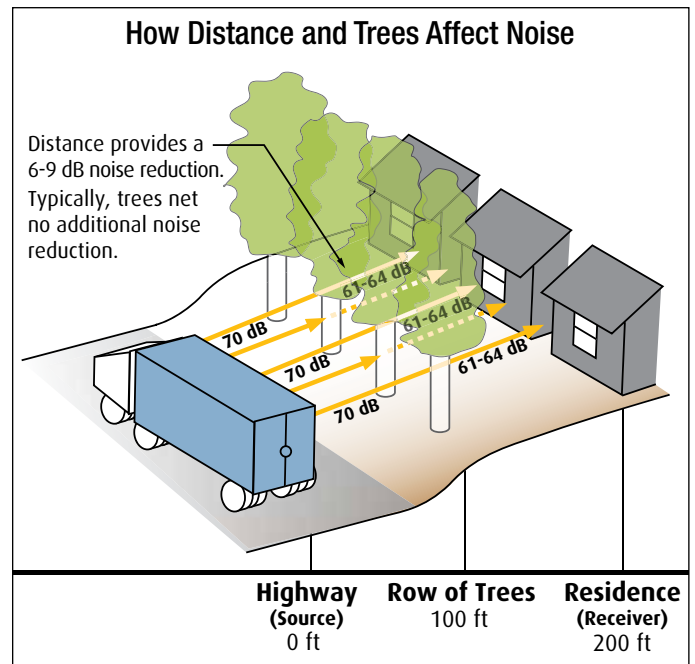 How Distance and Trees Affect Noise
Distance provides a
6-9 dB noise reduction.
Typically, trees net
no additional noise
reduction.
61-64 dB
70 dB
61-64 dB
70 dB
61-64 dB
70 dB
Highway
(Source)
0 ft
Row of Trees
100 ft
Residence
(Receiver)
200 ft